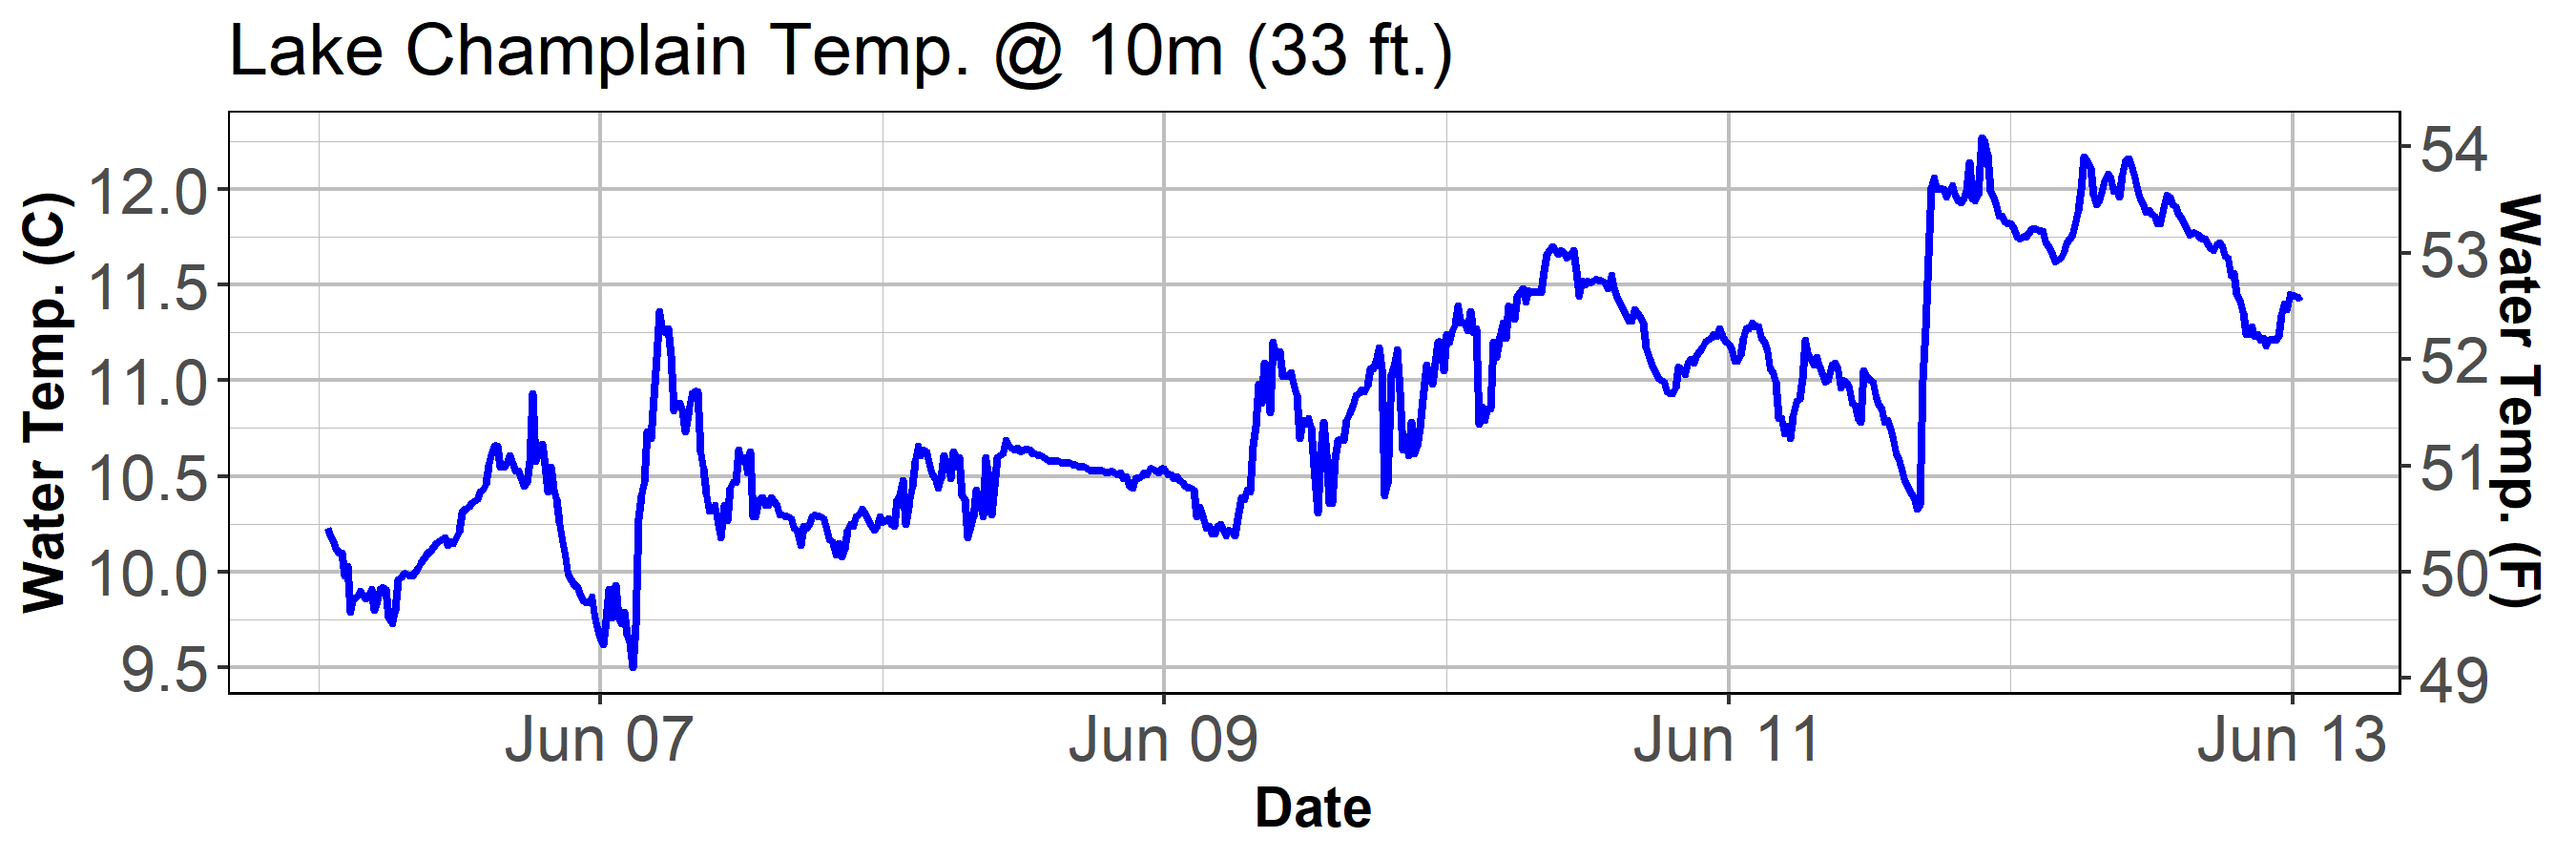 Lake Champlain Temp. @ 10m (33 ft.)
Water Temp. (C)
12.0
11.5
11.0
10.5
10.0
9.5
54
53
52
51
50
49
Water Temp. (F)
Jun 07 Jun 09 Jun 11 Jun 13
Date